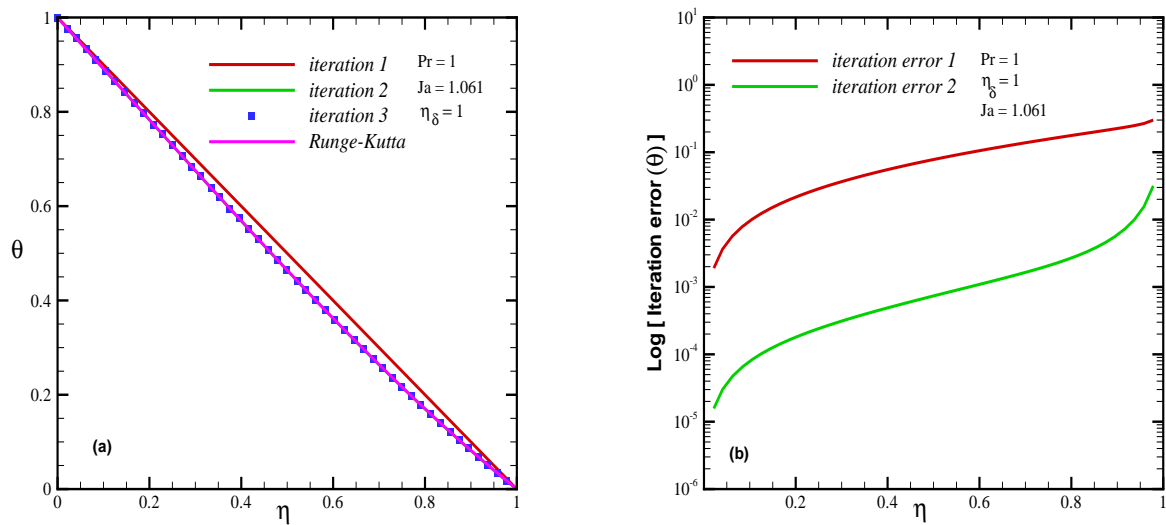 1
0.8
0.6
0.4
0.2
0
θ
iteration 1
iteration 2
iteration 3
Runge-Kutta
Pr = 1
Ja = 1.061
η_δ = 1
(a)
0
0.2
0.4
0.6
0.8
1
η
10^1
10^0
10^-1
10^-2
10^-3
10^-4
10^-5
10^-6
Log [ Iteration error (θ) ]
iteration error 1
iteration error 2
Pr = 1
η_δ = 1
Ja = 1.061
(b)
0.2
0.4
0.6
0.8
1
η